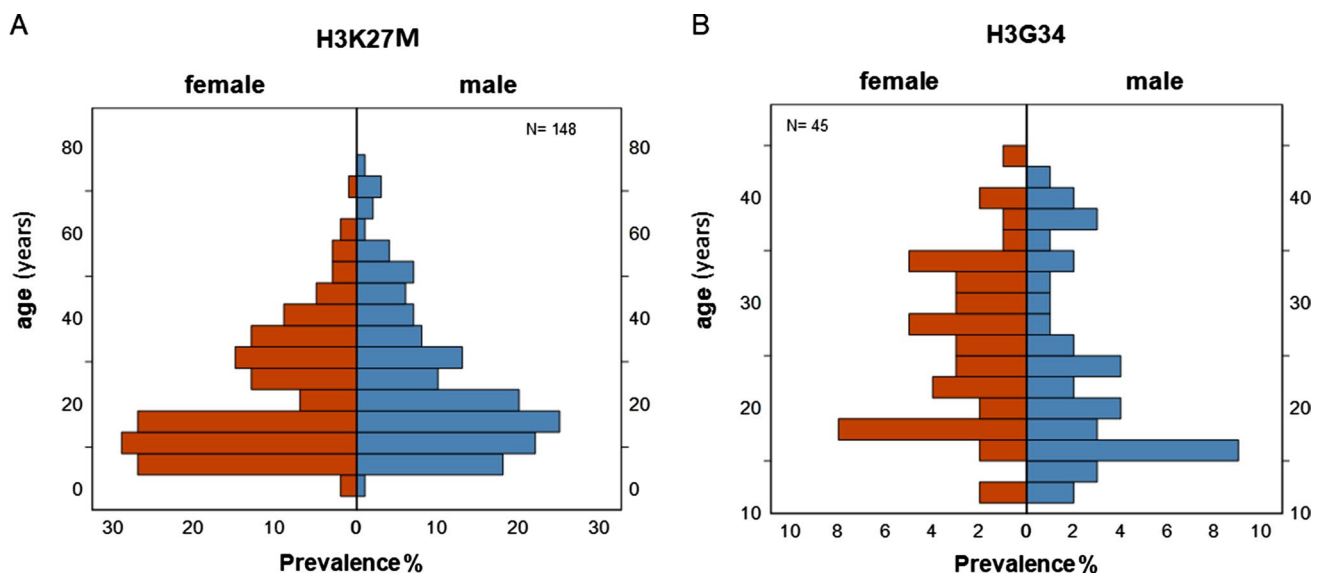 A
H3K27M
female male
N= 148
80 80
60 60
40 40
20 20
0 0
age (years)
30 20 10 0 10 20 30
Prevalence %
B
H3G34
female male
N= 45
40 40
30 30
20 20
10 10
age (years)
10 8 6 4 2 0 2 4 6 8 10
Prevalence %